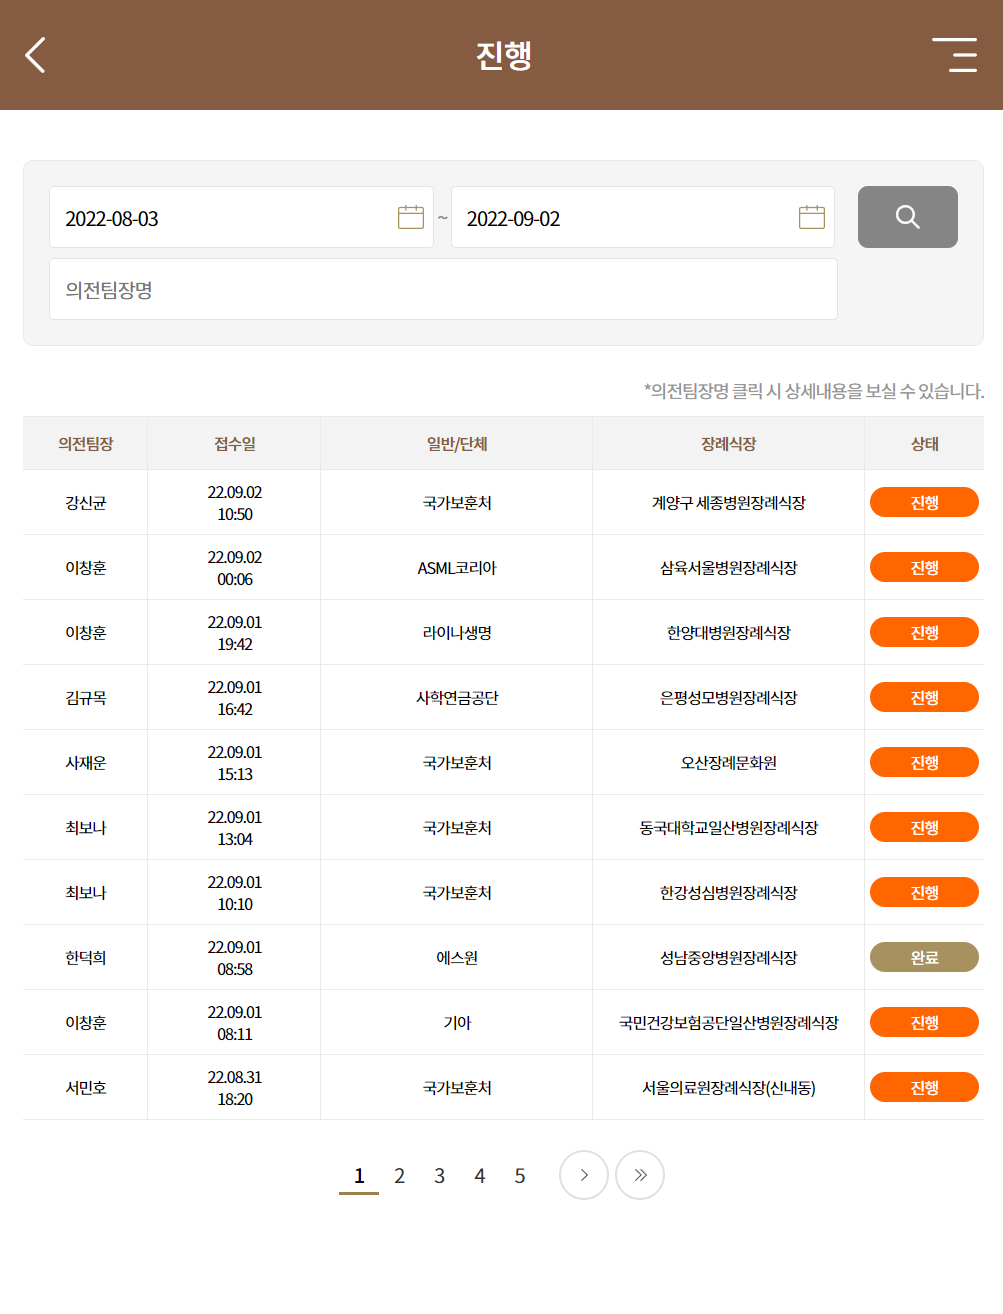 진행
2022-08-03 ~ 2022-09-02
의전팀장명
*의전팀장명 클릭 시 상세내용을 보실 수 있습니다.
의전팀장 접수일 일반/단체 장례식장 상태
강신균 22.09.02 10:50 국가보훈처 계양구 세종병원장례식장 진행
이창훈 22.09.02 00:06 ASML코리아 삼육서울병원장례식장 진행
이창훈 22.09.01 19:42 라이나생명 한양대병원장례식장 진행
김규목 22.09.01 16:42 사학연금공단 은평성모병원장례식장 진행
사재운 22.09.01 15:13 국가보훈처 오산장례문화원 진행
최보나 22.09.01 13:04 국가보훈처 동국대학교일산병원장례식장 진행
최보나 22.09.01 10:10 국가보훈처 한강성심병원장례식장 진행
한덕희 22.09.01 08:58 에스원 성남중앙병원장례식장 완료
이창훈 22.09.01 08:11 기아 국민건강보험공단일산병원장례식장 진행
서민호 22.08.31 18:20 국가보훈처 서울의료원장례식장(신내동) 진행
1 2 3 4 5